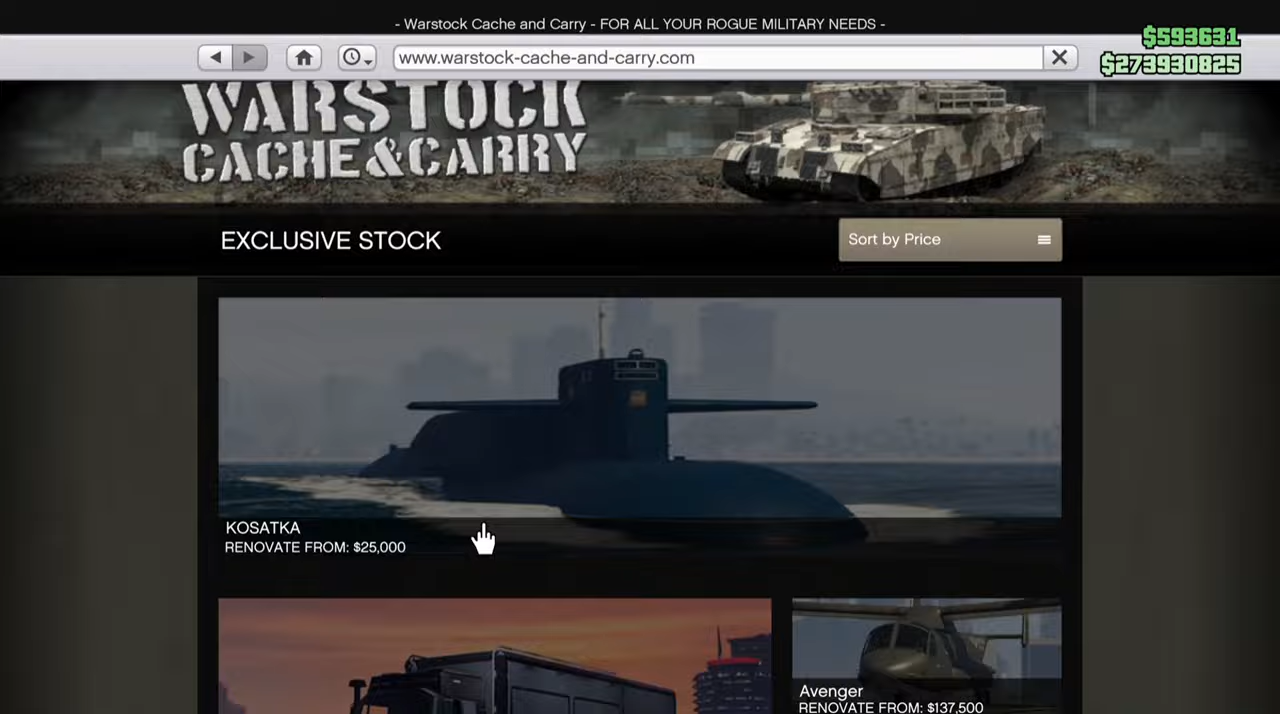 - Warstock Cache and Carry - FOR ALL YOUR ROGUE MILITARY NEEDS -
www.warstock-cache-and-carry.com
$593631
$273930825
WARSTOCK
CACHE&CARRY
EXCLUSIVE STOCK
Sort by Price
KOSATKA
RENOVATE FROM: $25,000
Avenger
RENOVATE FROM: $137,500